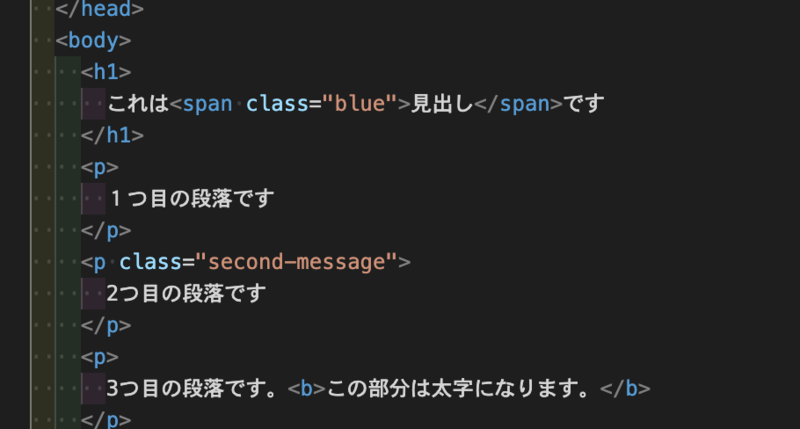 </head>
<body>
<h1>
これは<span class="blue">見出し</span>です
</h1>
<p>
１つ目の段落です
</p>
<p class="second-message">
2つ目の段落です
</p>
<p>
3つ目の段落です。<b>この部分は太字になります。</b>
</p>